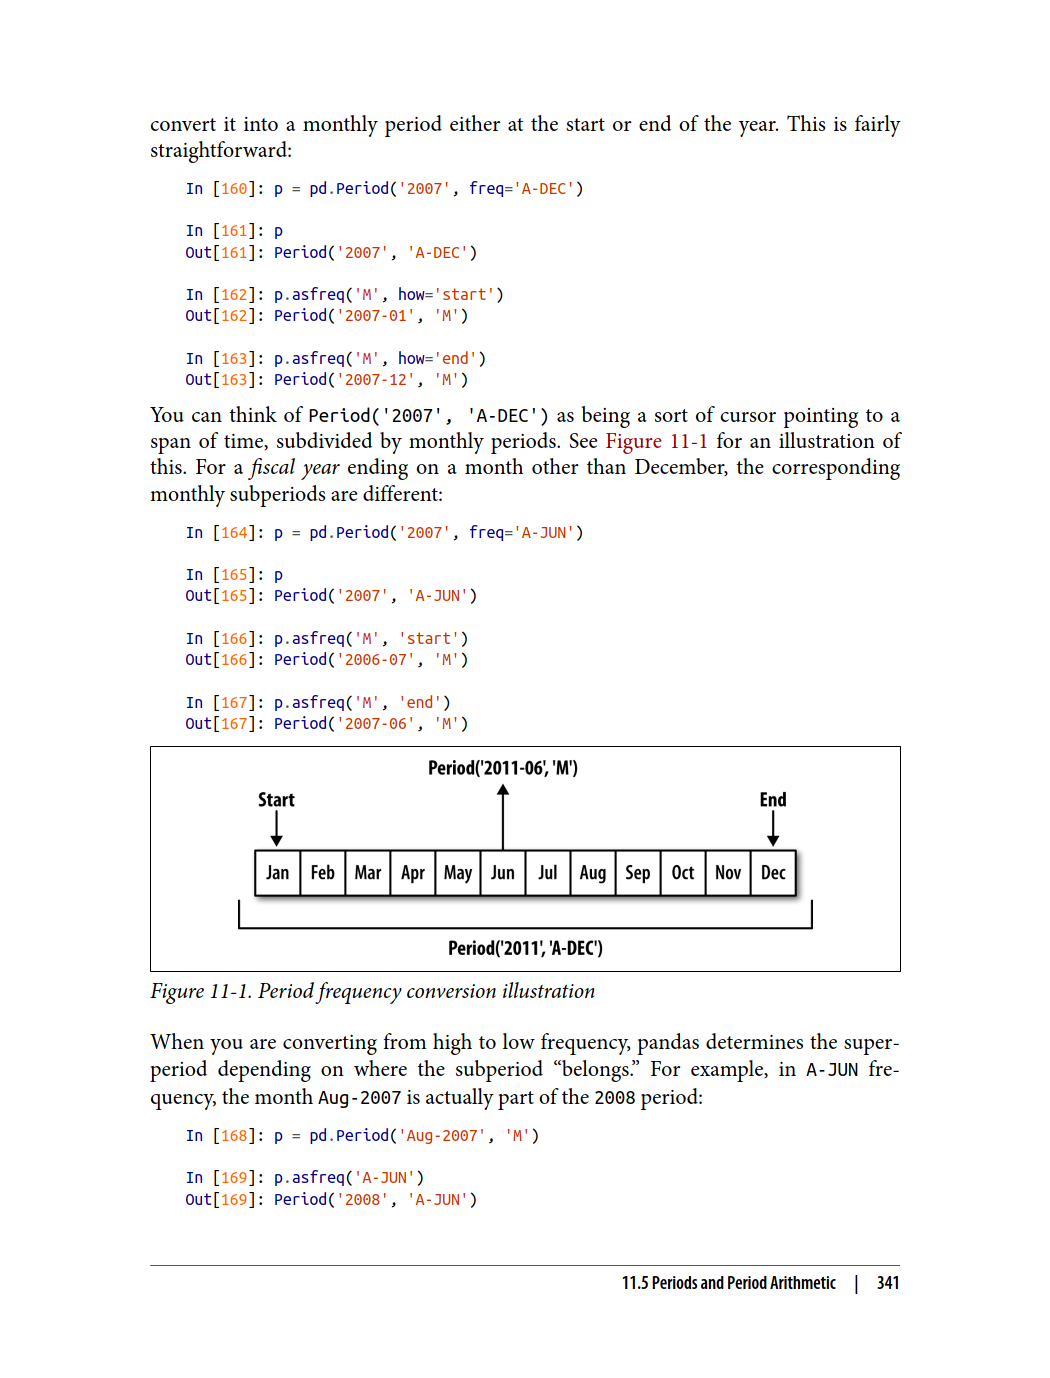 convert it into a monthly period either at the start or end of the year. This is fairly
straightforward:
In [160]: p = pd.Period('2007', freq='A-DEC')
In [161]: p
Out[161]: Period('2007', 'A-DEC')
In [162]: p.asfreq('M', how='start')
Out[162]: Period('2007-01', 'M')
In [163]: p.asfreq('M', how='end')
Out[163]: Period('2007-12', 'M')
You can think of Period('2007', 'A-DEC') as being a sort of cursor pointing to a
span of time, subdivided by monthly periods. See Figure 11-1 for an illustration of
this. For a fiscal year ending on a month other than December, the corresponding
monthly subperiods are different:
In [164]: p = pd.Period('2007', freq='A-JUN')
In [165]: p
Out[165]: Period('2007', 'A-JUN')
In [166]: p.asfreq('M', 'start')
Out[166]: Period('2006-07', 'M')
In [167]: p.asfreq('M', 'end')
Out[167]: Period('2007-06', 'M')
Period('2011-06', 'M')
Start End
Jan Feb Mar Apr May Jun Jul Aug Sep Oct Nov Dec
Period('2011', 'A-DEC')
Figure 11-1. Period frequency conversion illustration
When you are converting from high to low frequency, pandas determines the super-
period depending on where the subperiod “belongs.” For example, in A-JUN fre-
quency, the month Aug-2007 is actually part of the 2008 period:
In [168]: p = pd.Period('Aug-2007', 'M')
In [169]: p.asfreq('A-JUN')
Out[169]: Period('2008', 'A-JUN')
11.5 Periods and Period Arithmetic | 341